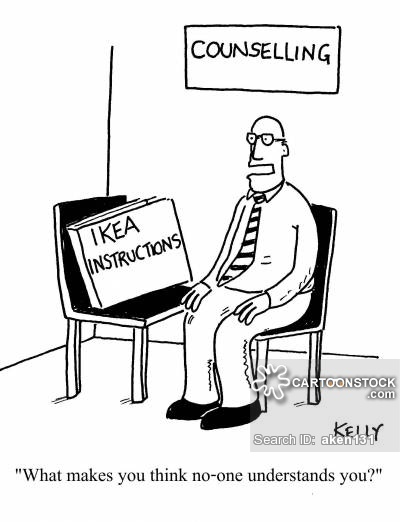 COUNSELLING
IKEA
INSTRUCTIONS
CARTOONSTOCK
.com
Search ID: aken131
KELLY
"What makes you think no-one understands you?"